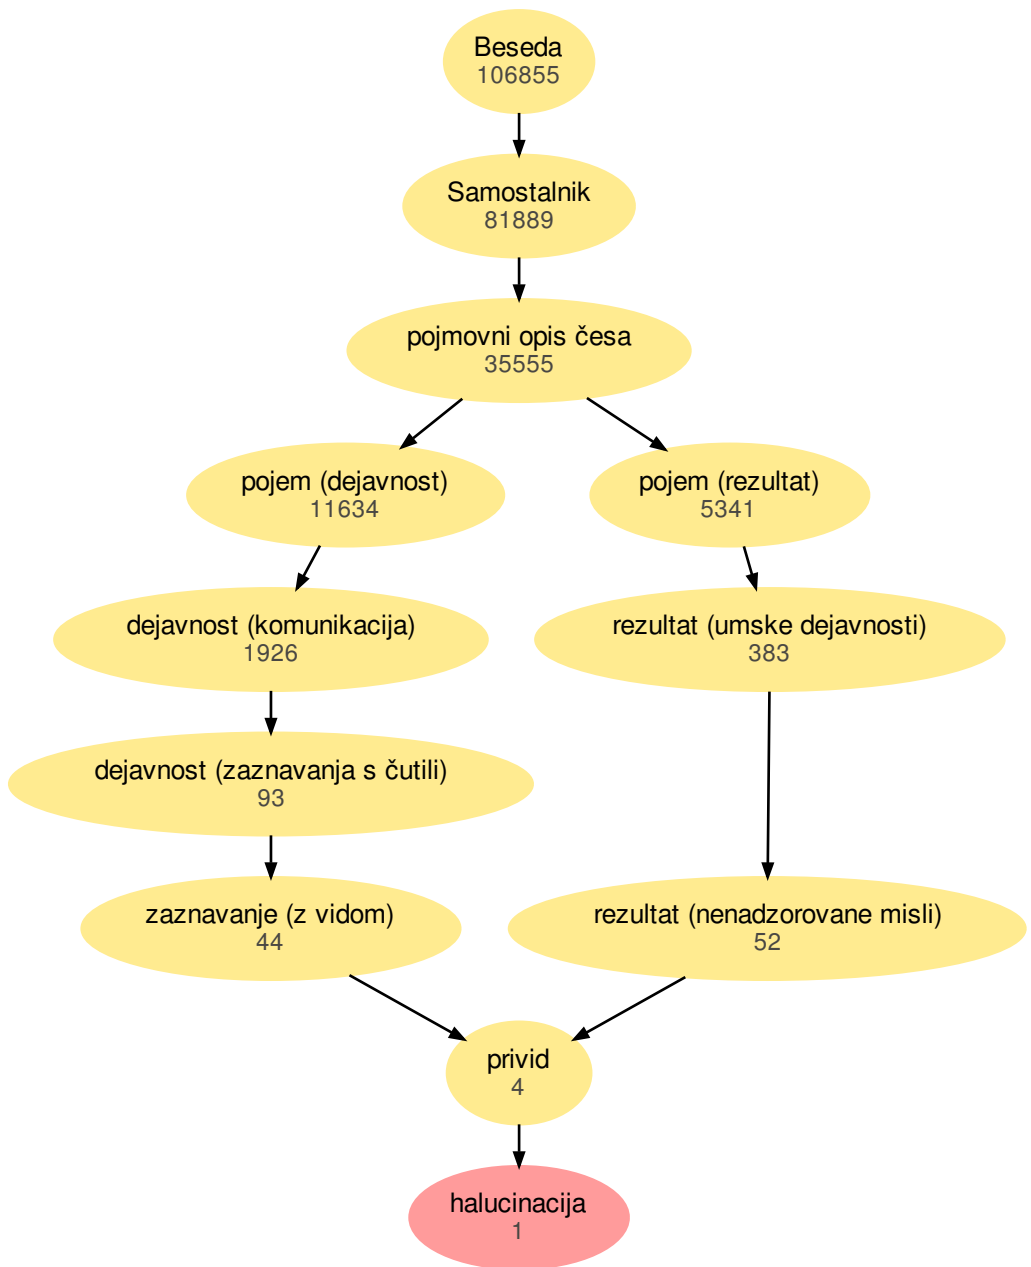 Beseda
106855
Samostalnik
81889
pojmovni opis česa
35555
pojem (dejavnost)
11634
pojem (rezultat)
5341
dejavnost (komunikacija)
1926
rezultat (umske dejavnosti)
383
dejavnost (zaznavanja s čutili)
93
zaznavanje (z vidom)
44
rezultat (nenadzorovane misli)
52
privid
4
halucinacija
1